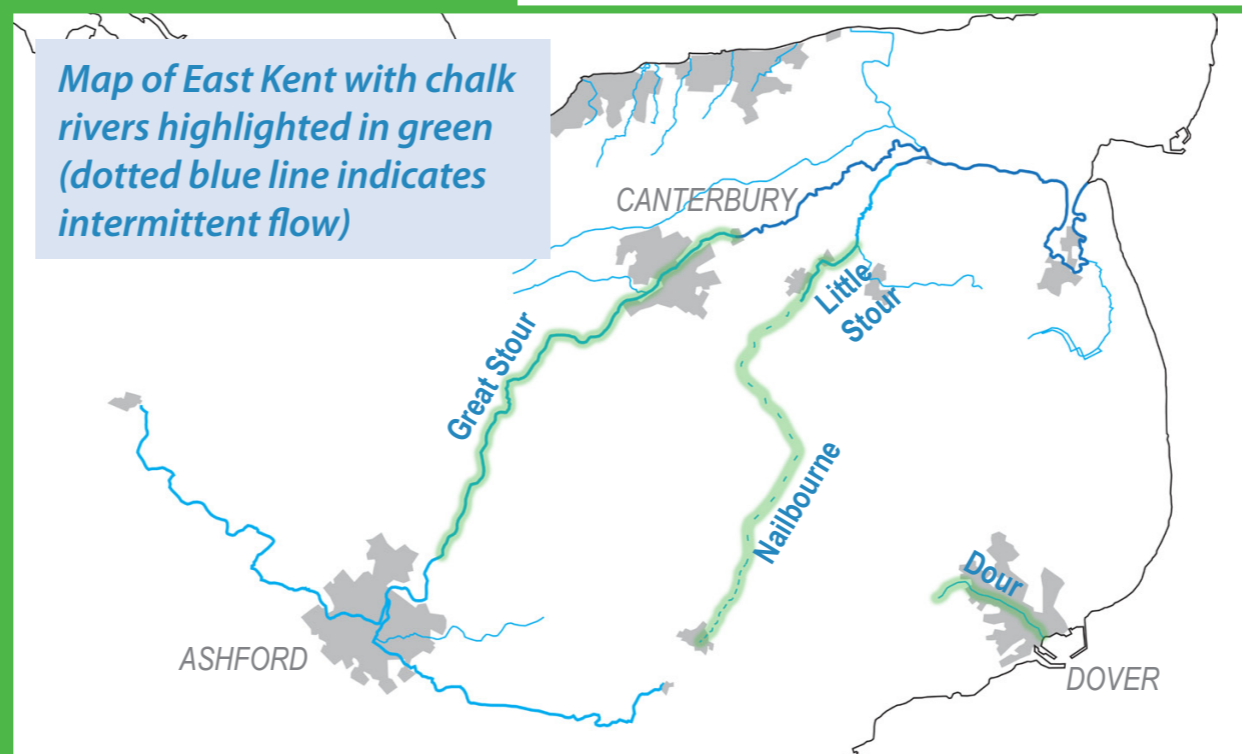 Map of East Kent with chalk
rivers highlighted in green
(dotted blue line indicates
intermittent flow)
CANTERBURY
Little
Stour
Great Stour
Nailbourne
Dour
ASHFORD
DOVER